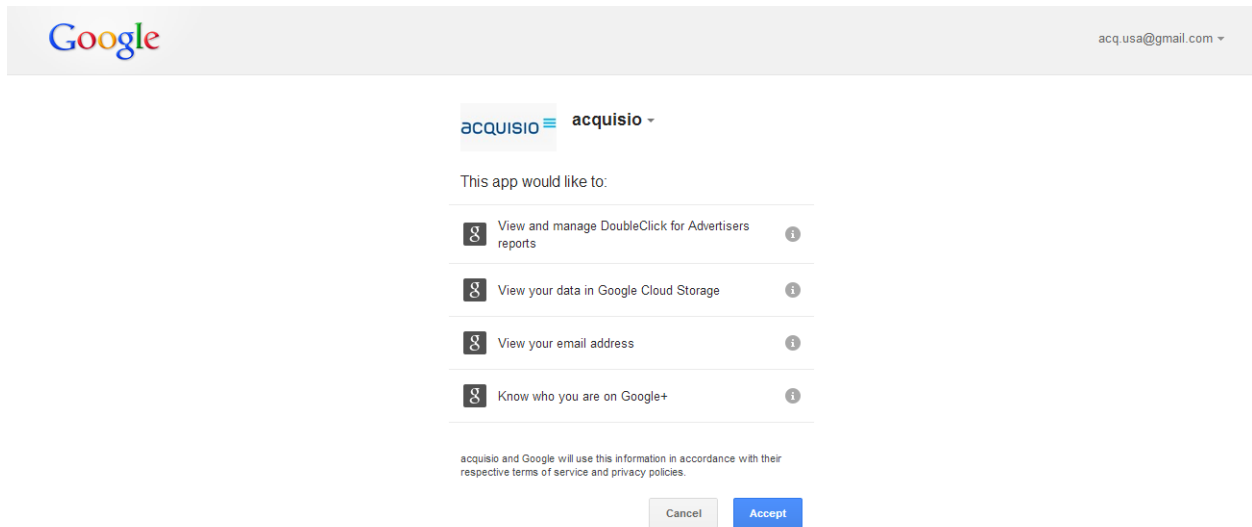 Google
acq.usa@gmail.com
acquisio
acquisio
This app would like to:
View and manage DoubleClick for Advertisers
reports
View your data in Google Cloud Storage
View your email address
Know who you are on Google+
acquisio and Google will use this information in accordance with their
respective terms of service and privacy policies.
Cancel Accept